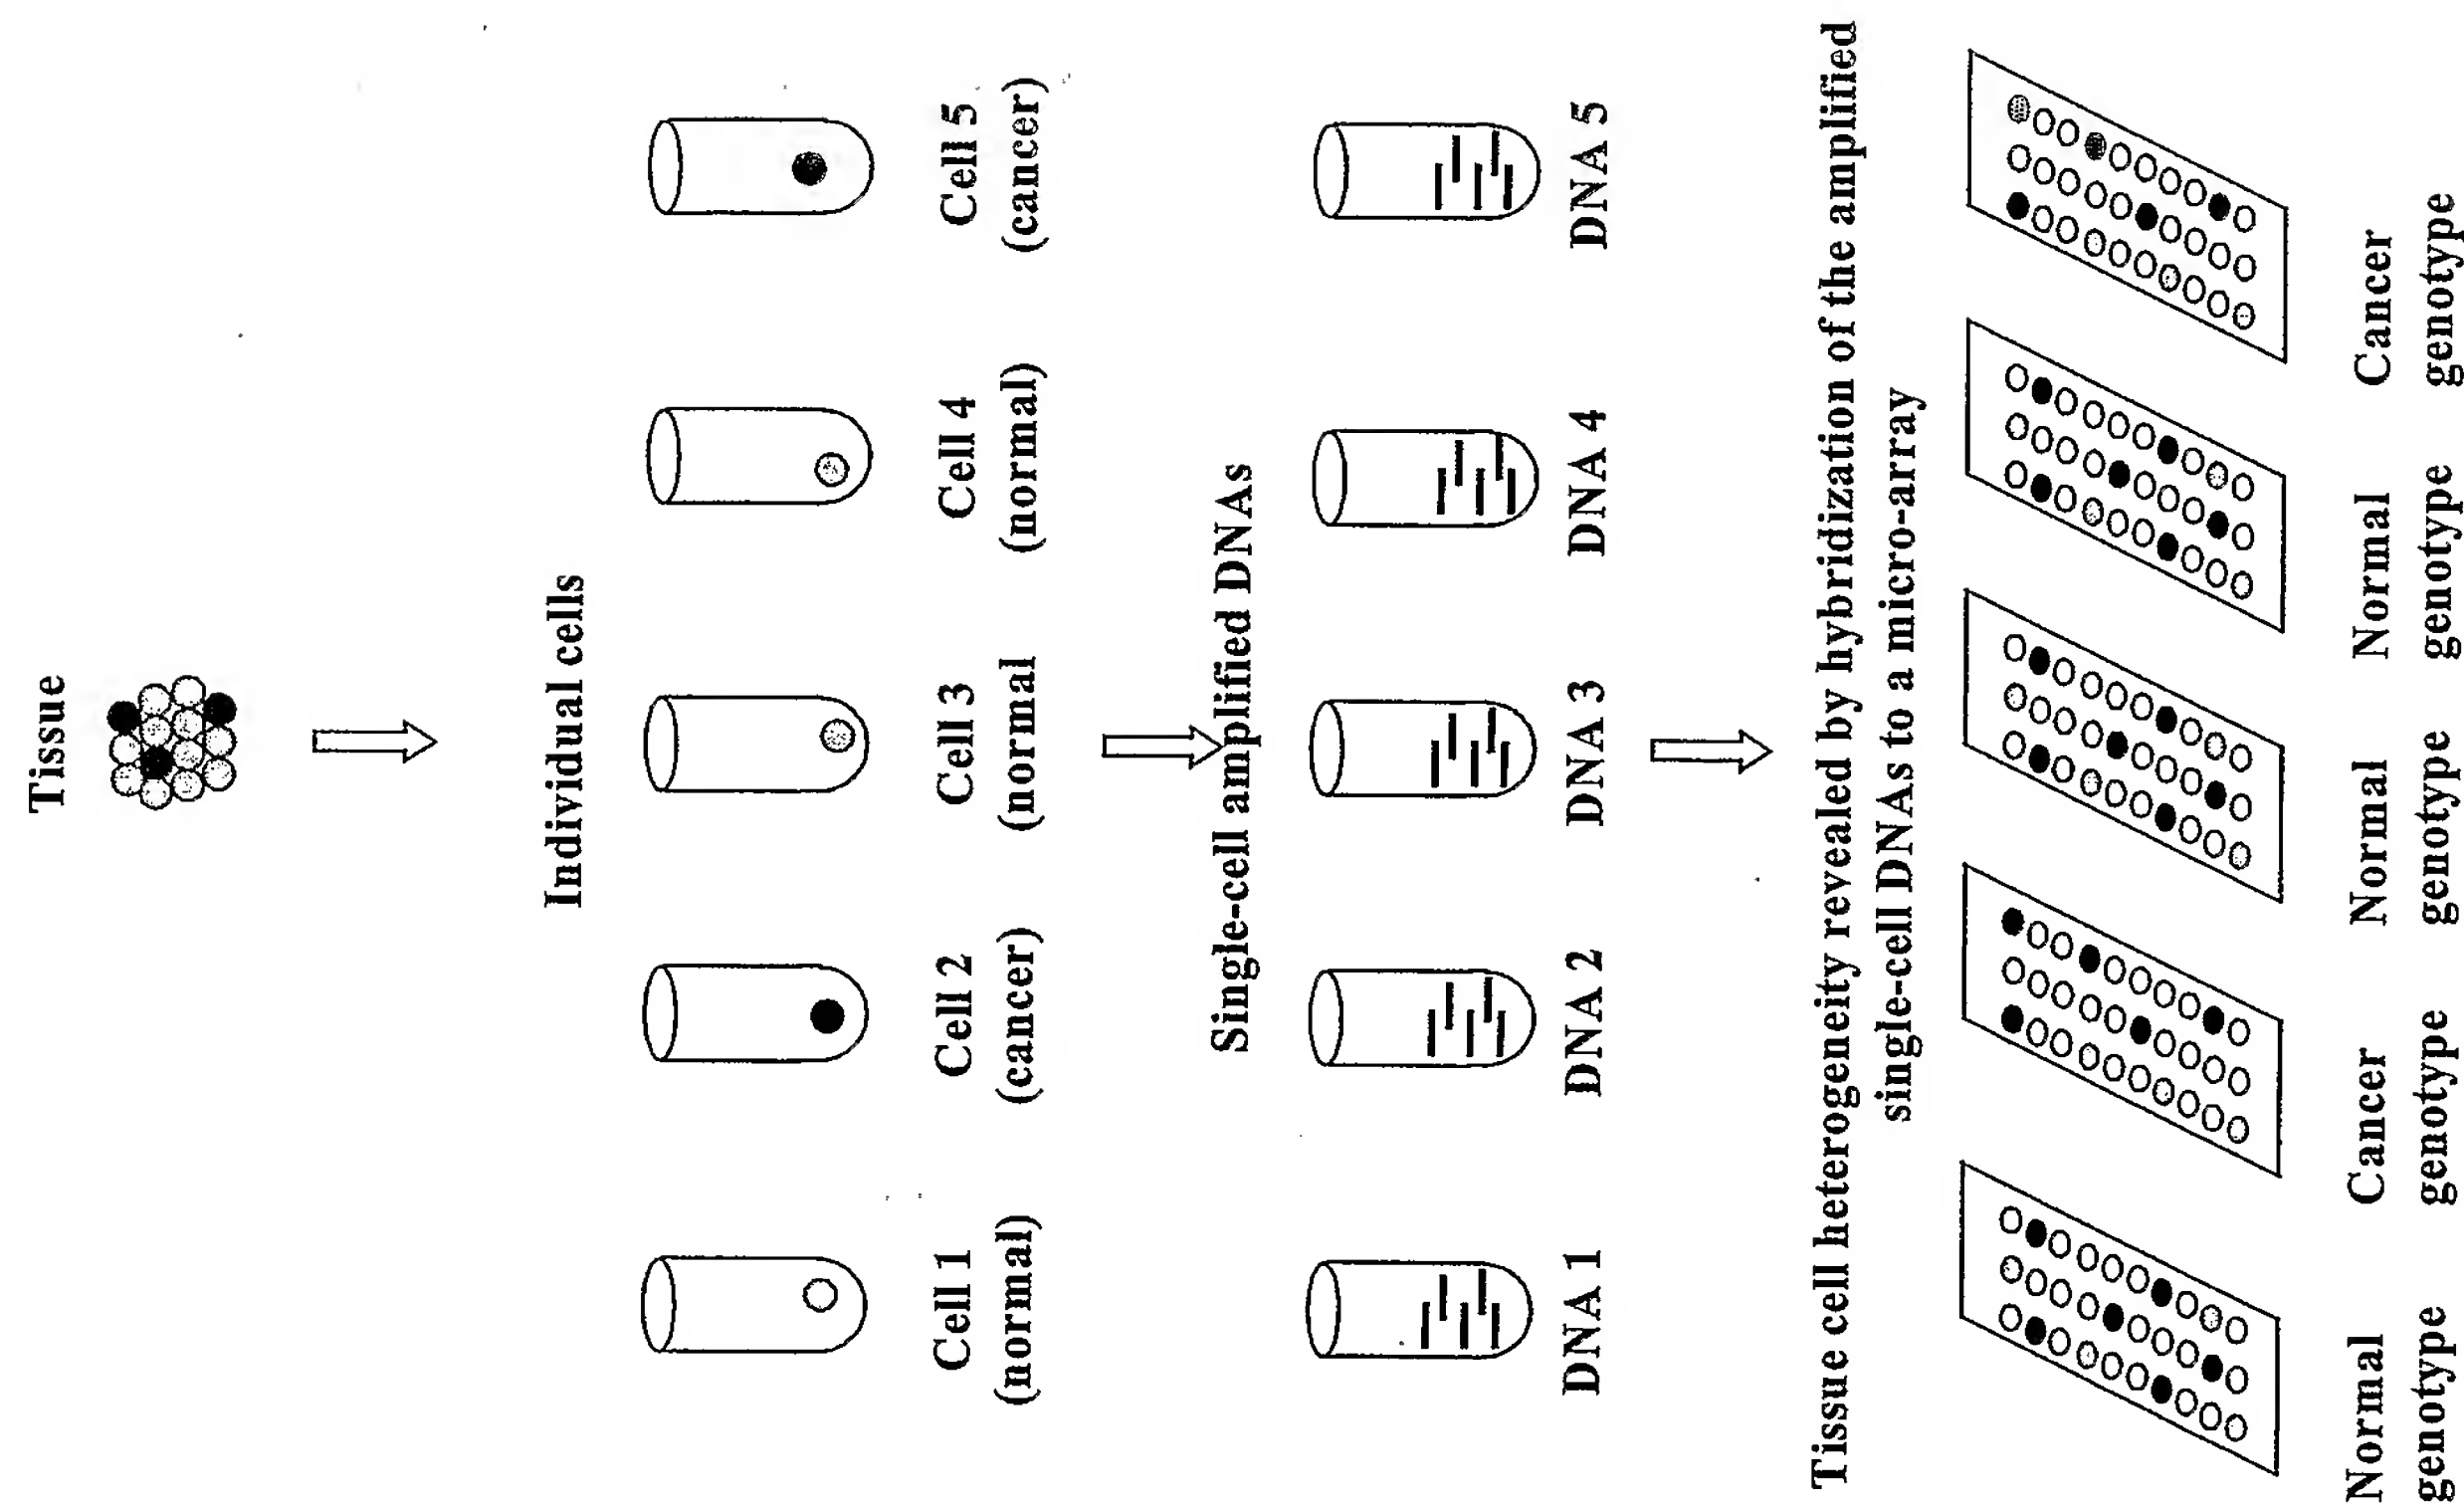 Tissue
Individual cells
Cell 1
(normal)
Cell 2
(cancer)
Cell 3
(normal
Cell 4
(normal)
Cell 5
(cancer)
Single-cell amplified DNAs
DNA 1
DNA 2
DNA 3
DNA 4
DNA 5
Tissue cell heterogeneity revealed by hybridization of the amplified
single-cell DNAs to a micro-array
Normal
genotype
Cancer
genotype
Normal
genotype
Normal
genotype
Cancer
genotype